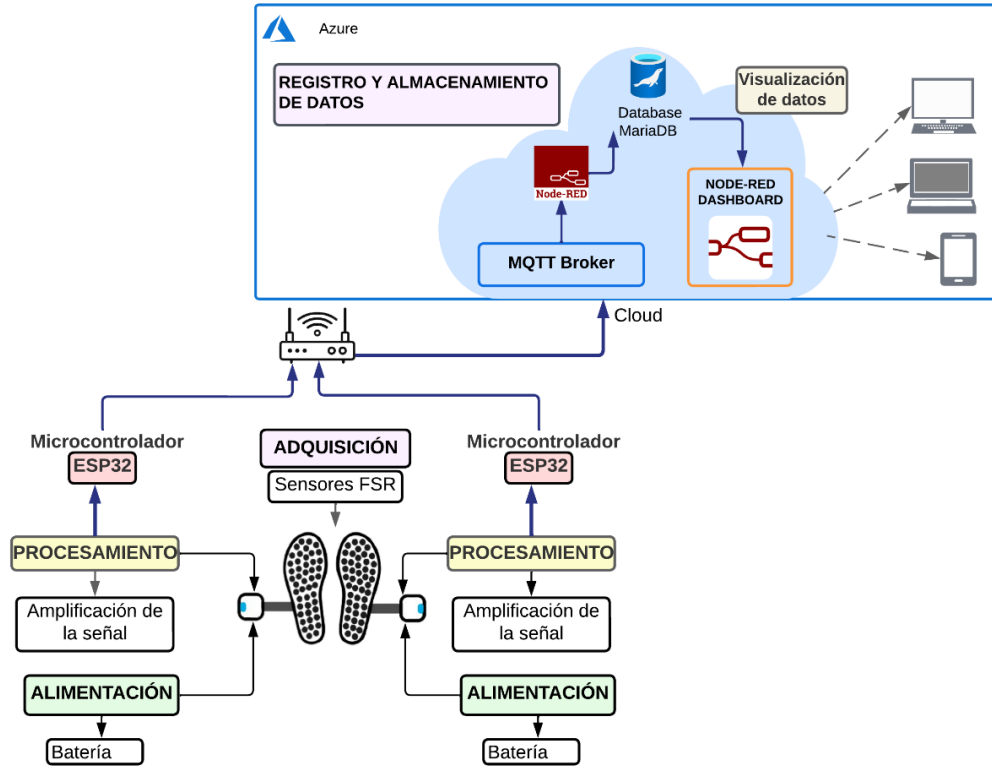 Azure
REGISTRO Y ALMACENAMIENTO
DE DATOS
Database
MariaDB
Visualización
de datos
Node-RED
NODE-RED
DASHBOARD
MQTT Broker
Cloud
Microcontrolador
ESP32
ADQUISICIÓN
Sensores FSR
Microcontrolador
ESP32
PROCESAMIENTO
Amplificación de
la señal
PROCESAMIENTO
Amplificación de
la señal
ALIMENTACIÓN
Batería
ALIMENTACIÓN
Batería